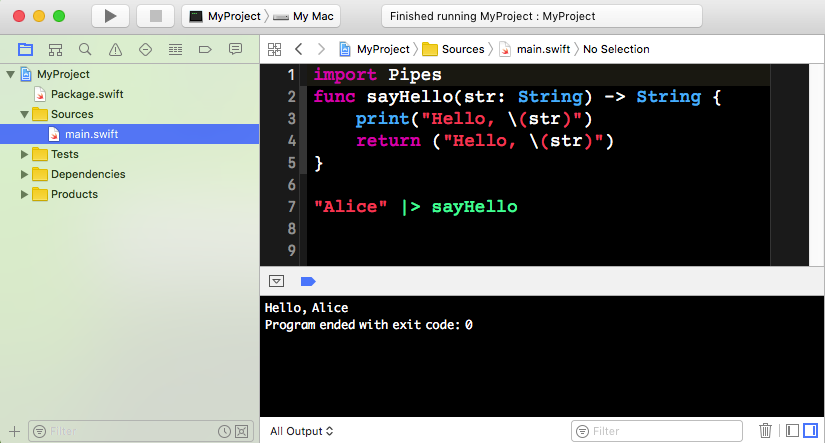 MyProject My Mac
Finished running MyProject : MyProject
MyProject Sources main.swift No Selection
MyProject
Package.swift
Sources
main.swift
Tests
Dependencies
Products
1 import Pipes
2 func sayHello(str: String) -> String {
3 print("Hello, \(str)")
4 return ("Hello, \(str)")
5 }
6
7 "Alice" |> sayHello
8
9
Hello, Alice
Program ended with exit code: 0
Filter
All Output
Filter